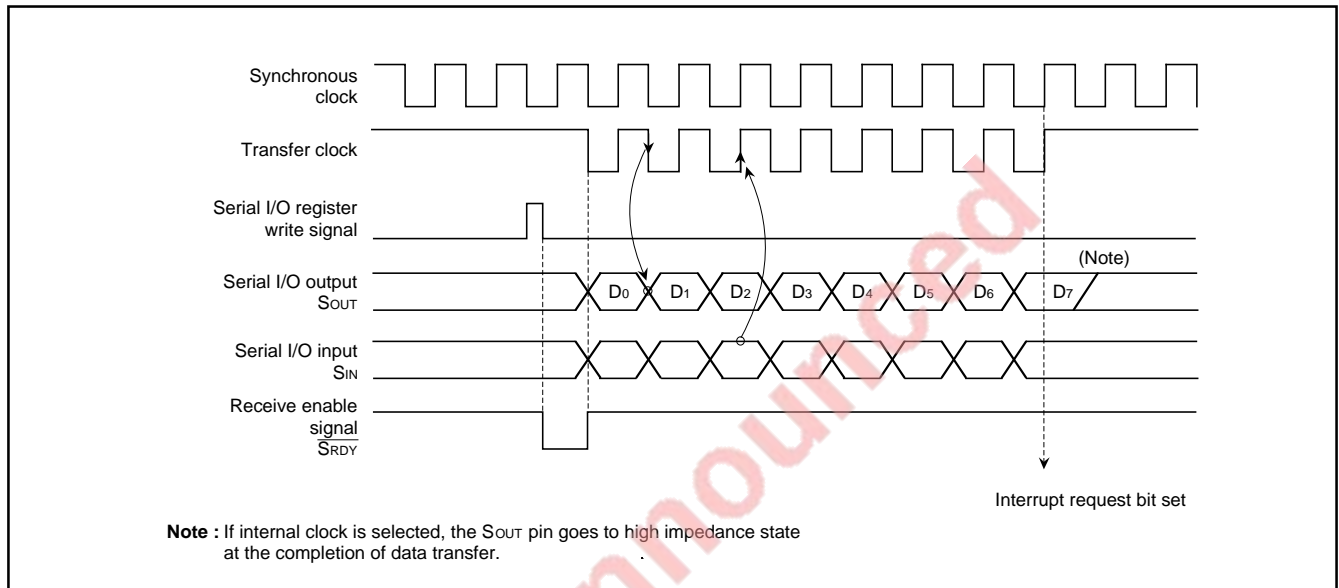 Synchronous
clock
Transfer clock
Serial I/O register
write signal
(Note)
Serial I/O output
SOUT
D0 D1 D2 D3 D4 D5 D6 D7
Serial I/O input
SIN
Receive enable
signal
SRDY
Interrupt request bit set
Note : If internal clock is selected, the SOUT pin goes to high impedance state
at the completion of data transfer. .
nnounced